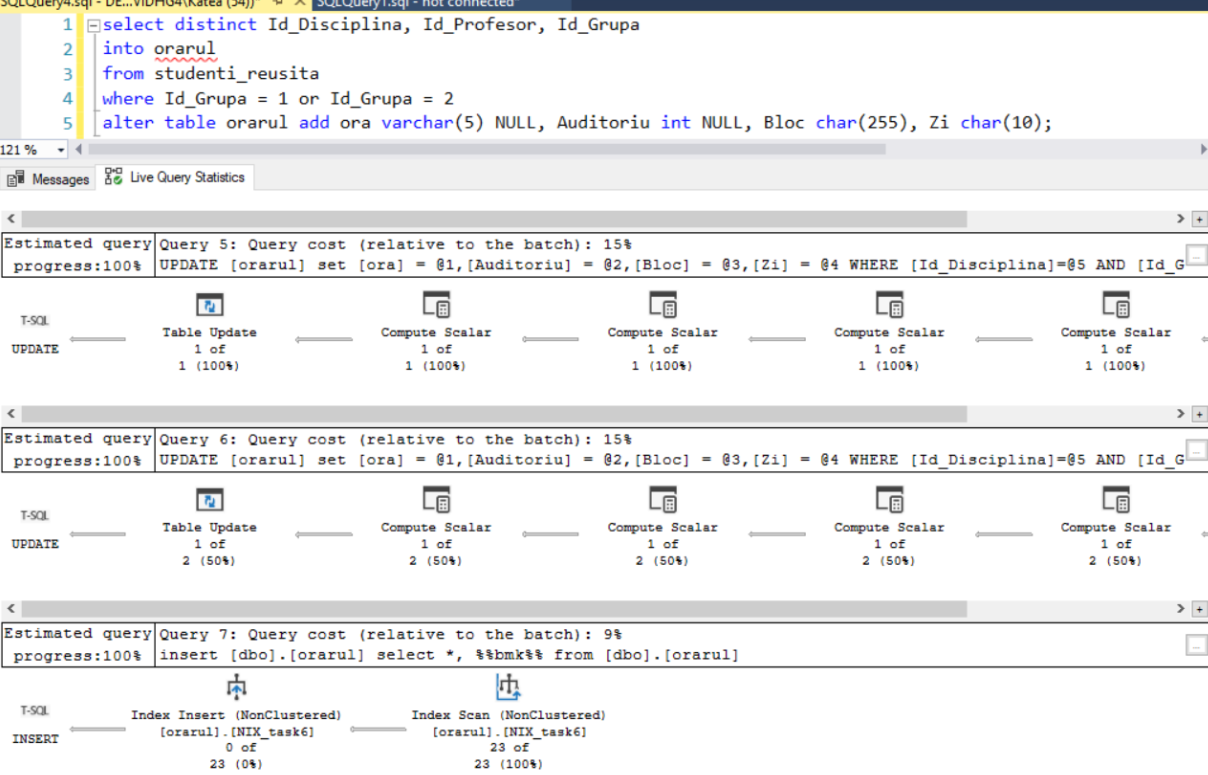 SQLQuery4.sql - DE...VIDHG4\Katea (54))* SQLQuery1.sql - not connected*
1 select distinct Id_Disciplina, Id_Profesor, Id_Grupa
2 into orarul
3 from studenti_reusita
4 where Id_Grupa = 1 or Id_Grupa = 2
5 alter table orarul add ora varchar(5) NULL, Auditoriu int NULL, Bloc char(255), Zi char(10);
121 %
Messages Live Query Statistics
Estimated query Query 5: Query cost (relative to the batch): 15%
progress:100% UPDATE [orarul] set [ora] = @1,[Auditoriu] = @2,[Bloc] = @3,[Zi] = @4 WHERE [Id_Disciplina]=@5 AND [Id_G
T-SQL
UPDATE
Table Update Compute Scalar Compute Scalar Compute Scalar Compute Scalar
1 of 1 of 1 of 1 of 1 of
1 (100%) 1 (100%) 1 (100%) 1 (100%) 1 (100%)
Estimated query Query 6: Query cost (relative to the batch): 15%
progress:100% UPDATE [orarul] set [ora] = @1,[Auditoriu] = @2,[Bloc] = @3,[Zi] = @4 WHERE [Id_Disciplina]=@5 AND [Id_G
T-SQL
UPDATE
Table Update Compute Scalar Compute Scalar Compute Scalar Compute Scalar
1 of 1 of 1 of 1 of 1 of
2 (50%) 2 (50%) 2 (50%) 2 (50%) 2 (50%)
Estimated query Query 7: Query cost (relative to the batch): 9%
progress:100% insert [dbo].[orarul] select *, %%bmk%% from [dbo].[orarul]
T-SQL
INSERT
Index Insert (NonClustered) Index Scan (NonClustered)
[orarul].[NIX_task6] [orarul].[NIX_task6]
0 of 23 of
23 (0%) 23 (100%)